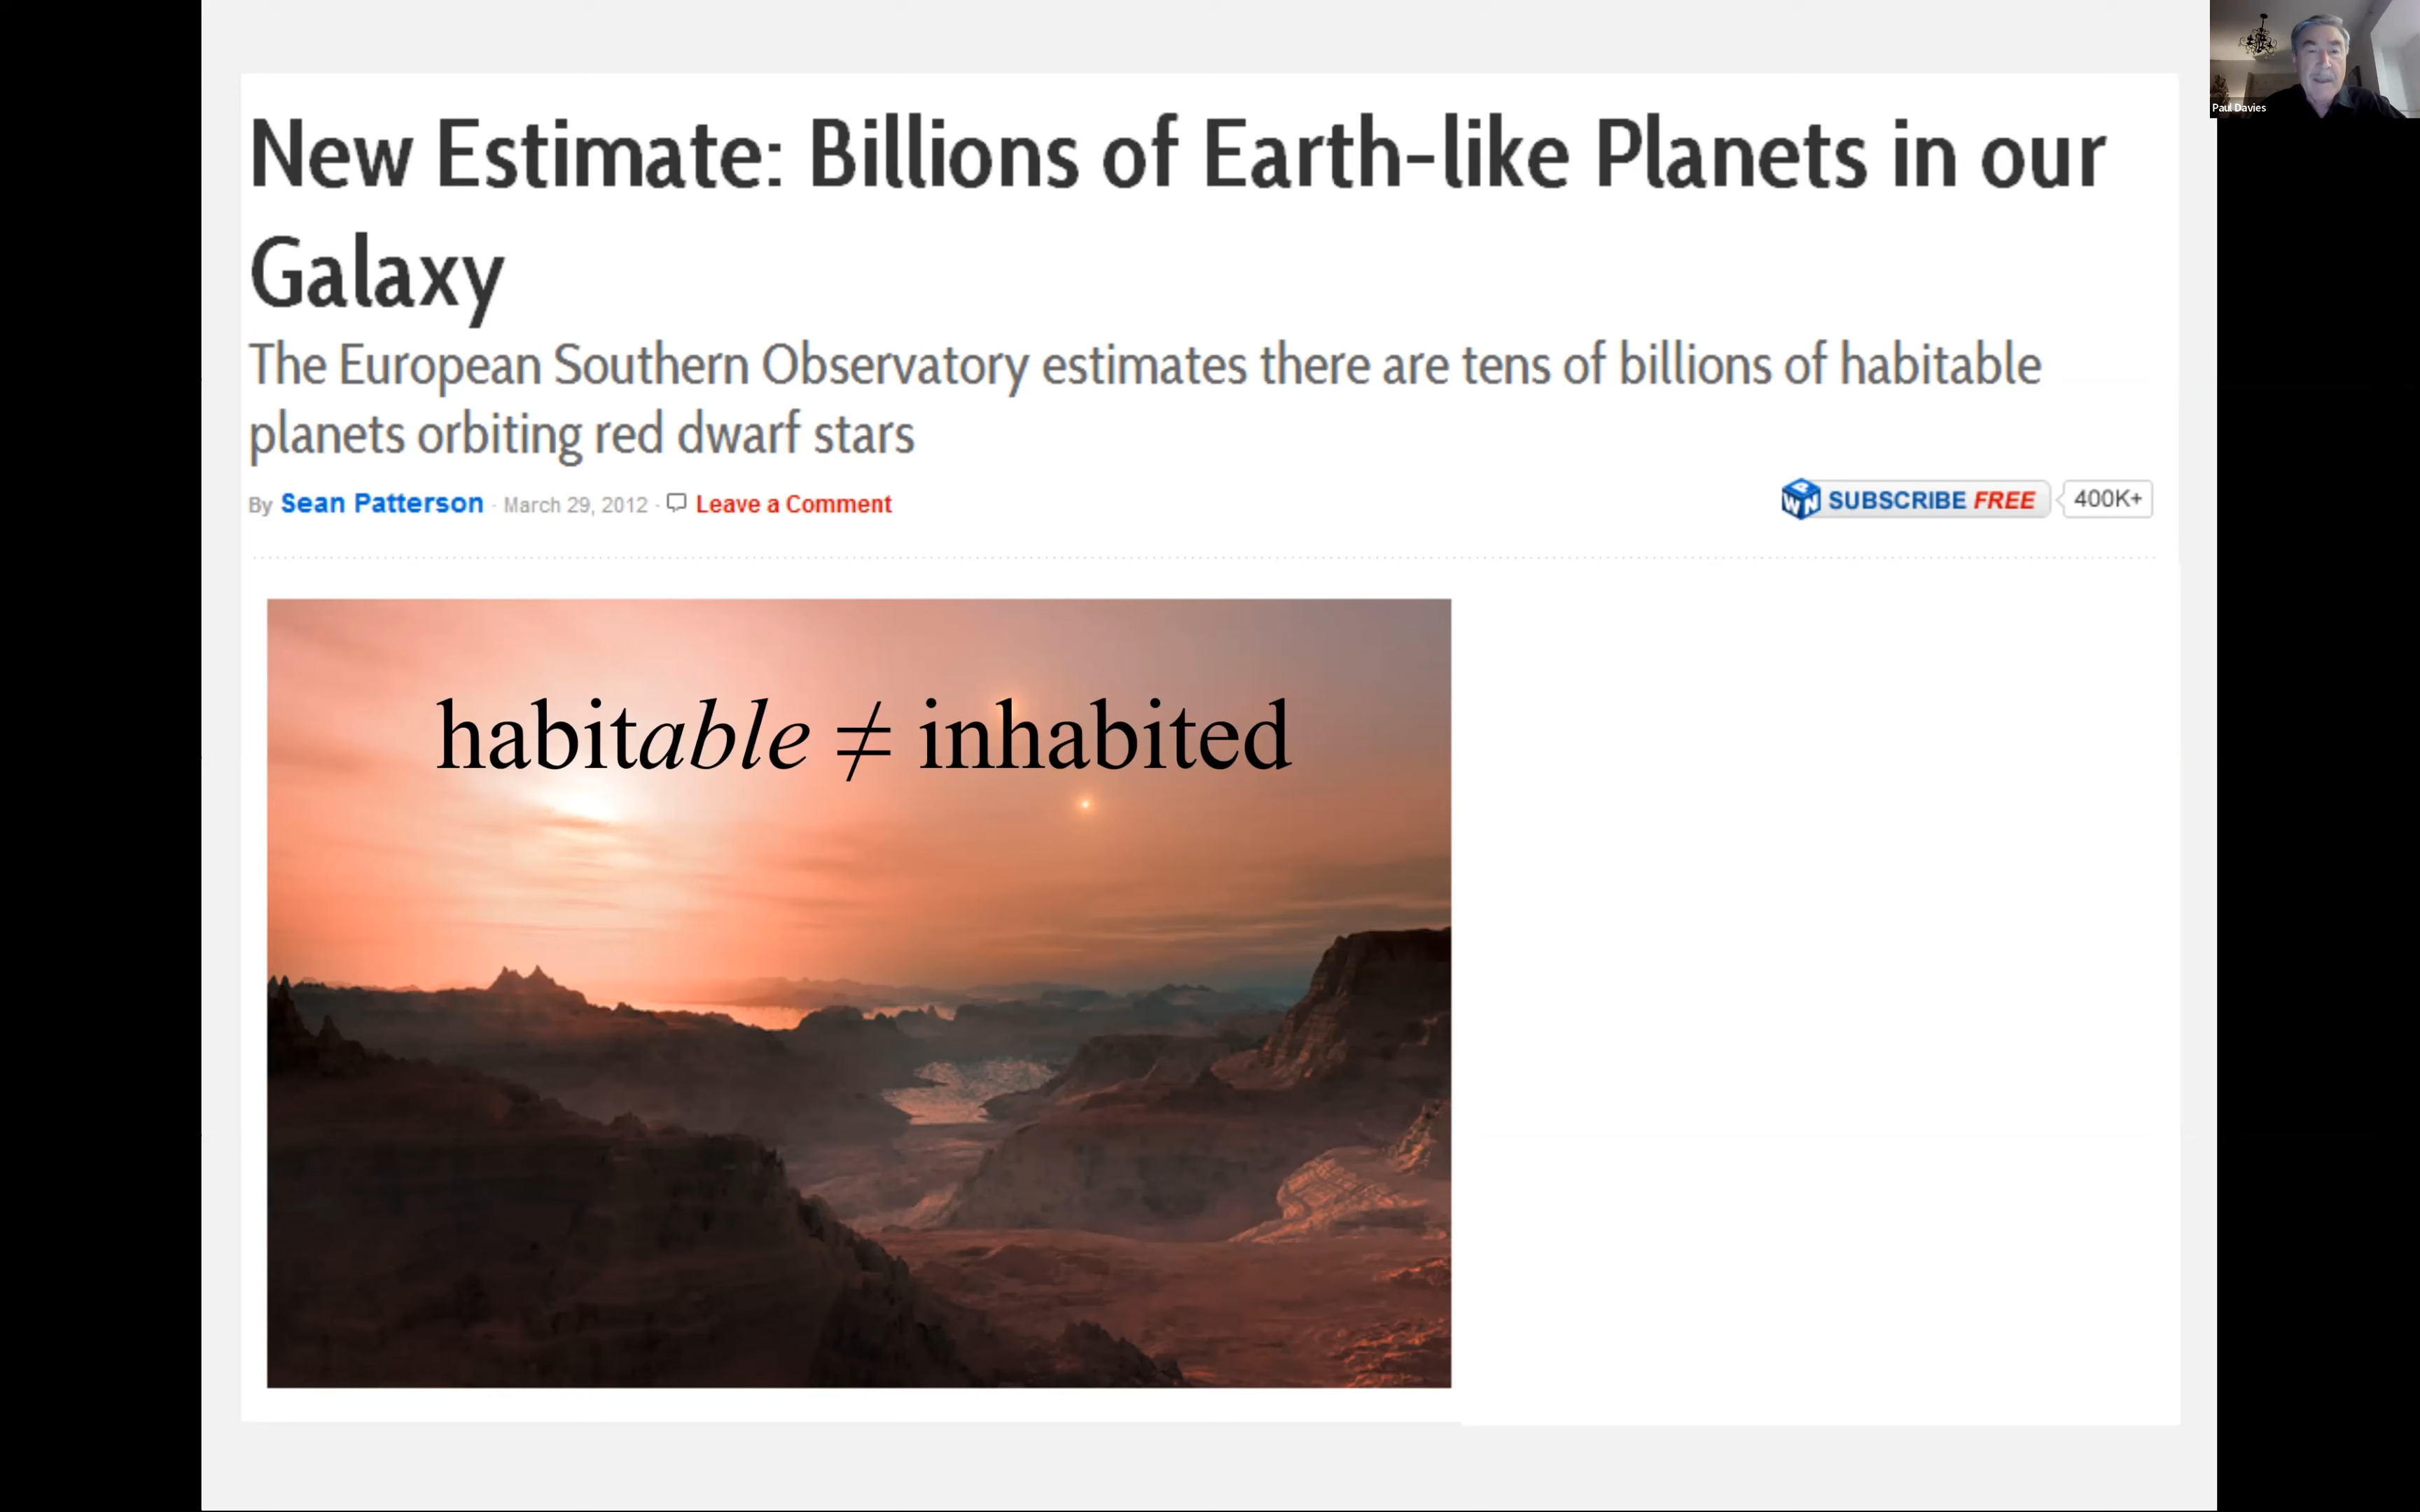 Paul Davies
New Estimate: Billions of Earth-like Planets in our
Galaxy
The European Southern Observatory estimates there are tens of billions of habitable
planets orbiting red dwarf stars
By Sean Patterson · March 29, 2012 · Leave a Comment
WPN SUBSCRIBE FREE 400K+
habitable ≠ inhabited